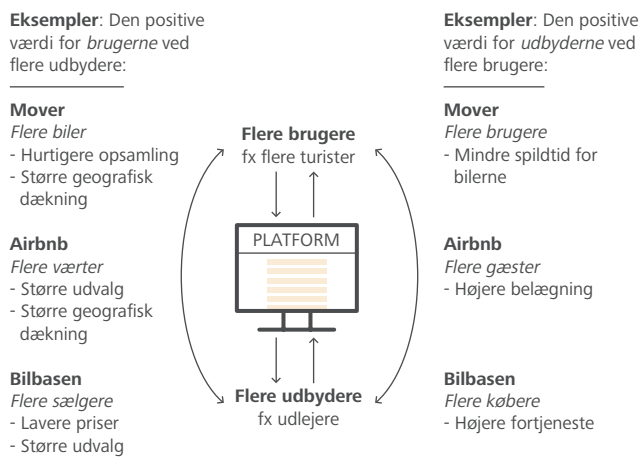 Eksempler: Den positive
værdi for brugerne ved
flere udbydere:
Mover
Flere biler
- Hurtigere opsamling
- Større geografisk
dækning
Airbnb
Flere værter
- Større udvalg
- Større geografisk
dækning
Bilbasen
Flere sælgere
- Lavere priser
- Større udvalg
Flere brugere
fx flere turister
PLATFORM
Flere udbydere
fx udlejere
Eksempler: Den positive
værdi for udbyderne ved
flere brugere:
Mover
Flere brugere
- Mindre spildtid for
bilerne
Airbnb
Flere gæster
- Højere belægning
Bilbasen
Flere købere
- Højere fortjeneste